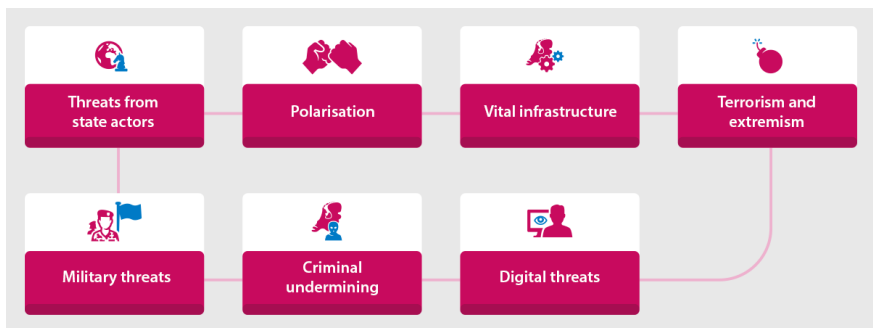 Threats from
state actors
Polarisation
Vital infrastructure
Terrorism and
extremism
Military threats
Criminal
undermining
Digital threats